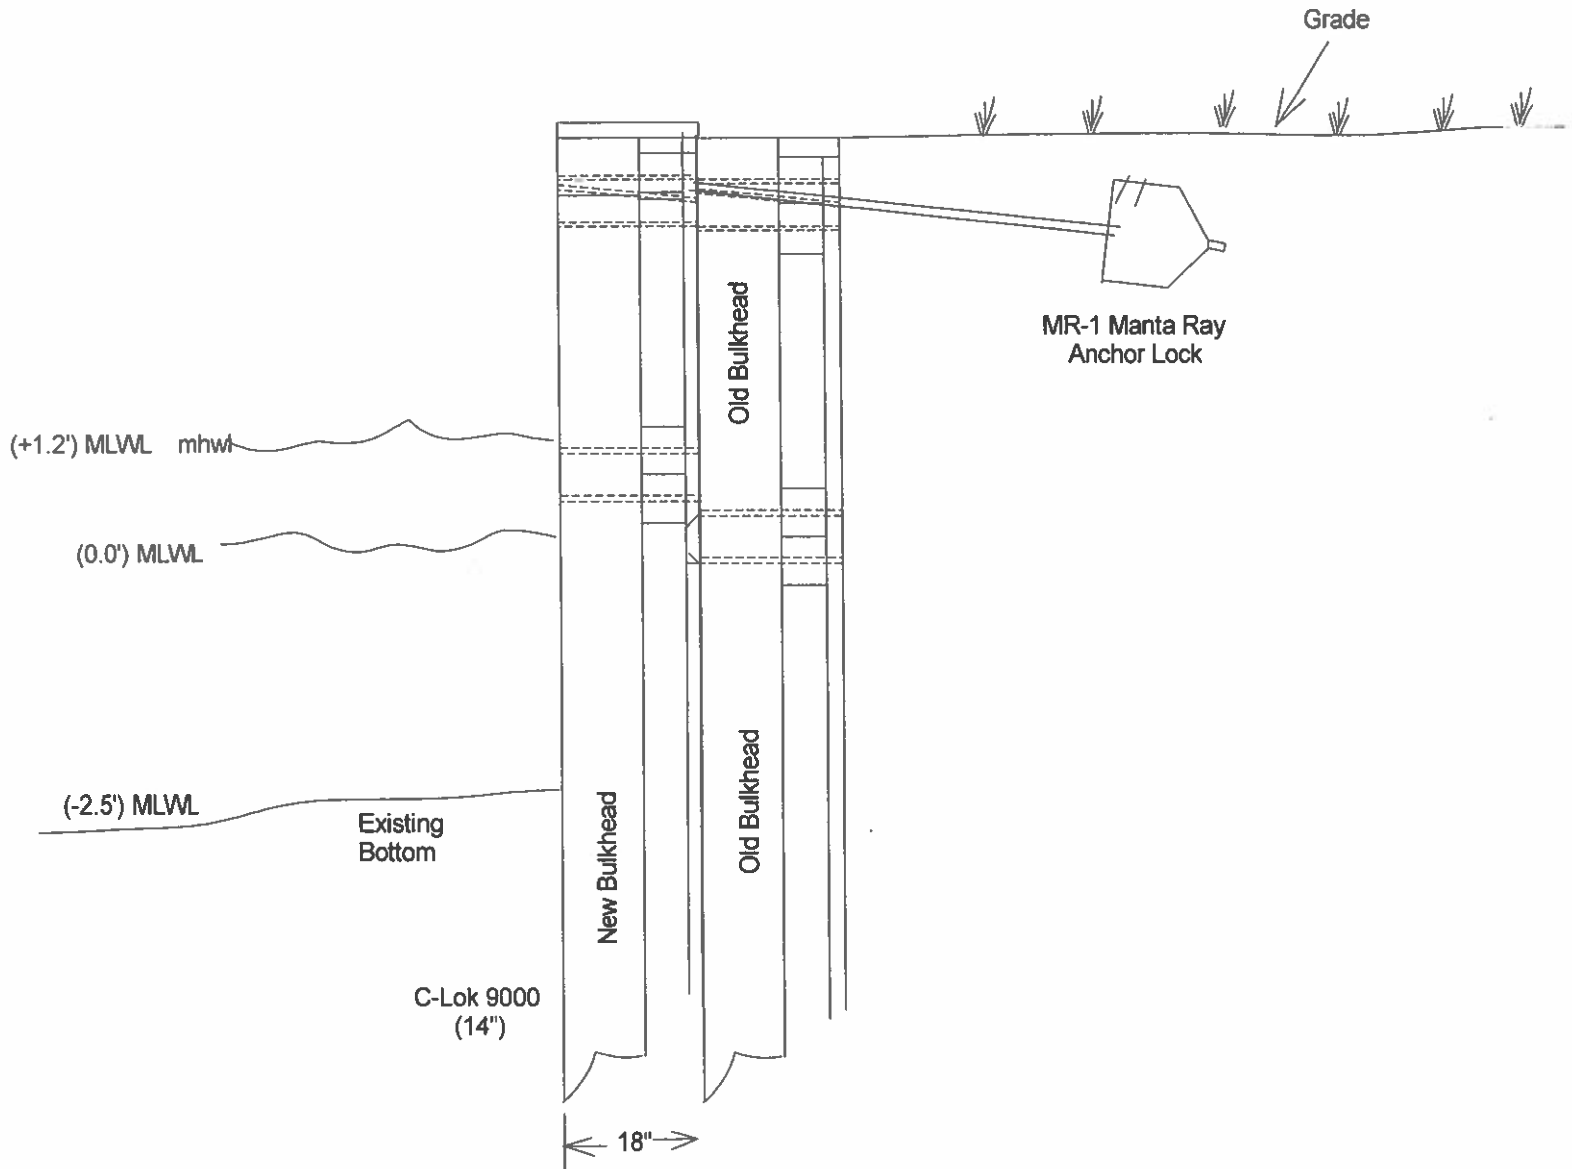 Grade
MR-1 Manta Ray
Anchor Lock
Old Bulkhead
(+1.2') MLWL mhwl
(0.0') MLWL
(-2.5') MLWL
Existing
Bottom
New Bulkhead
Old Bulkhead
C-Lok 9000
(14")
18"